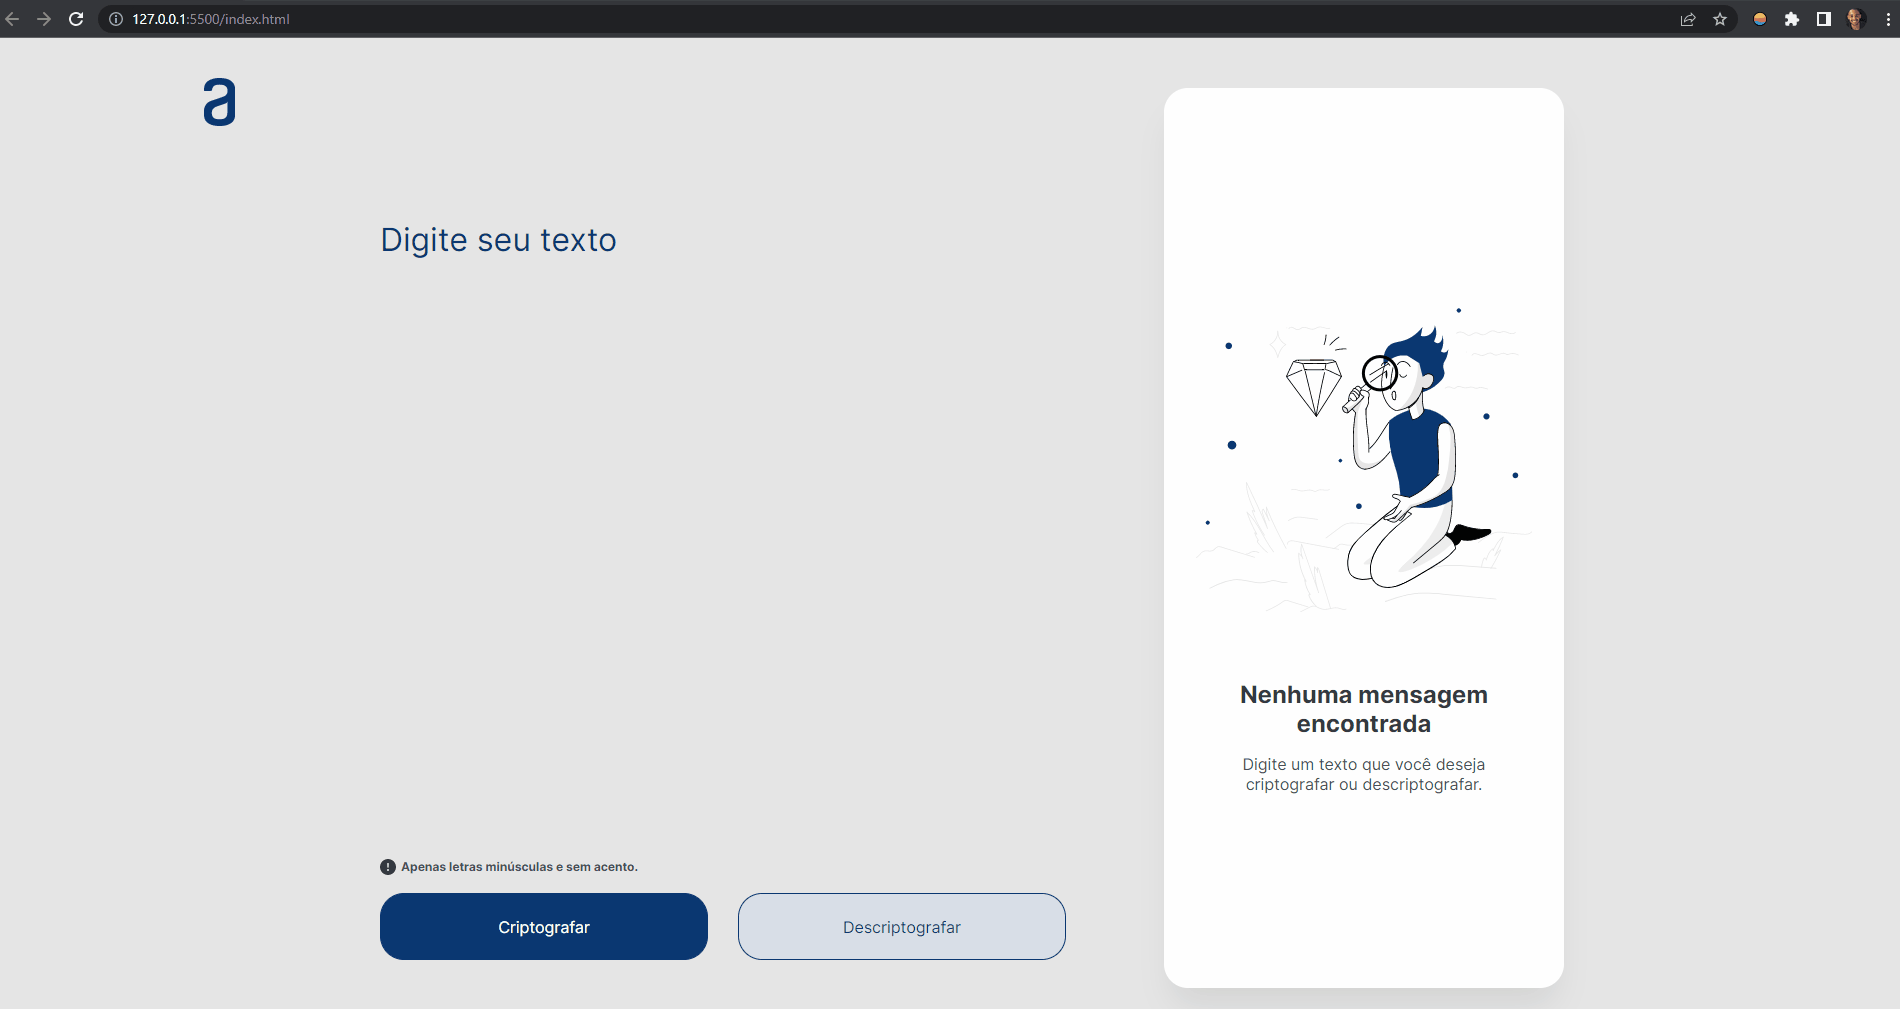 127.0.0.1:5500/index.html
a
Digite seu texto
Nenhuma mensagem
encontrada
Digite um texto que você deseja
criptografar ou descriptografar.
! Apenas letras minúsculas e sem acento.
Criptografar
Descriptografar